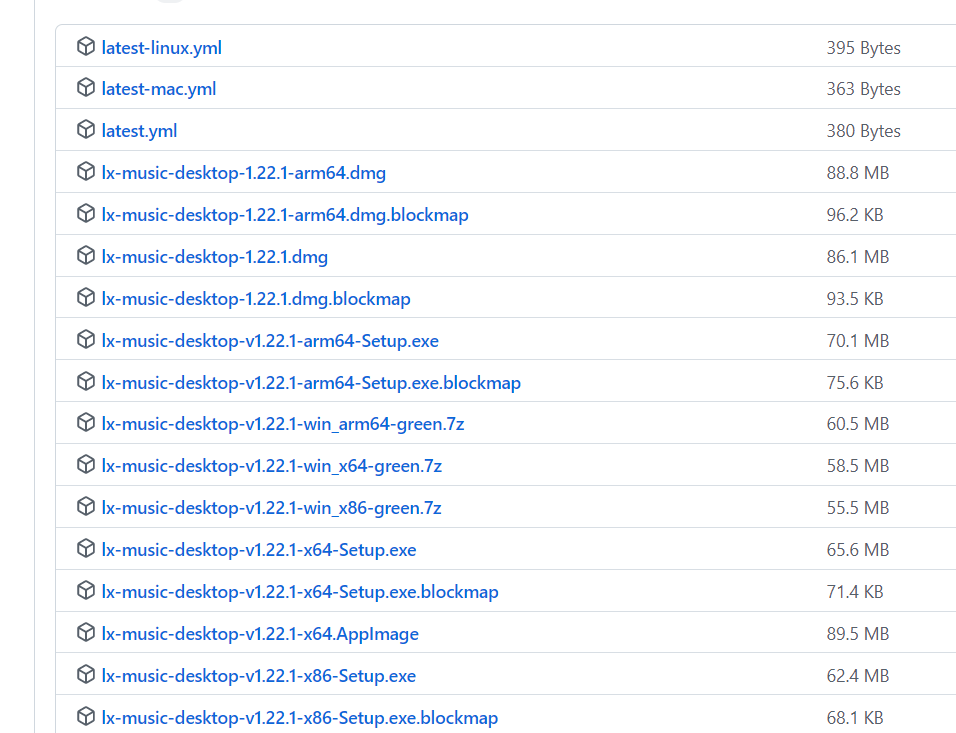 latest-linux.yml 395 Bytes
latest-mac.yml 363 Bytes
latest.yml 380 Bytes
lx-music-desktop-1.22.1-arm64.dmg 88.8 MB
lx-music-desktop-1.22.1-arm64.dmg.blockmap 96.2 KB
lx-music-desktop-1.22.1.dmg 86.1 MB
lx-music-desktop-1.22.1.dmg.blockmap 93.5 KB
lx-music-desktop-v1.22.1-arm64-Setup.exe 70.1 MB
lx-music-desktop-v1.22.1-arm64-Setup.exe.blockmap 75.6 KB
lx-music-desktop-v1.22.1-win_arm64-green.7z 60.5 MB
lx-music-desktop-v1.22.1-win_x64-green.7z 58.5 MB
lx-music-desktop-v1.22.1-win_x86-green.7z 55.5 MB
lx-music-desktop-v1.22.1-x64-Setup.exe 65.6 MB
lx-music-desktop-v1.22.1-x64-Setup.exe.blockmap 71.4 KB
lx-music-desktop-v1.22.1-x64.AppImage 89.5 MB
lx-music-desktop-v1.22.1-x86-Setup.exe 62.4 MB
lx-music-desktop-v1.22.1-x86-Setup.exe.blockmap 68.1 KB